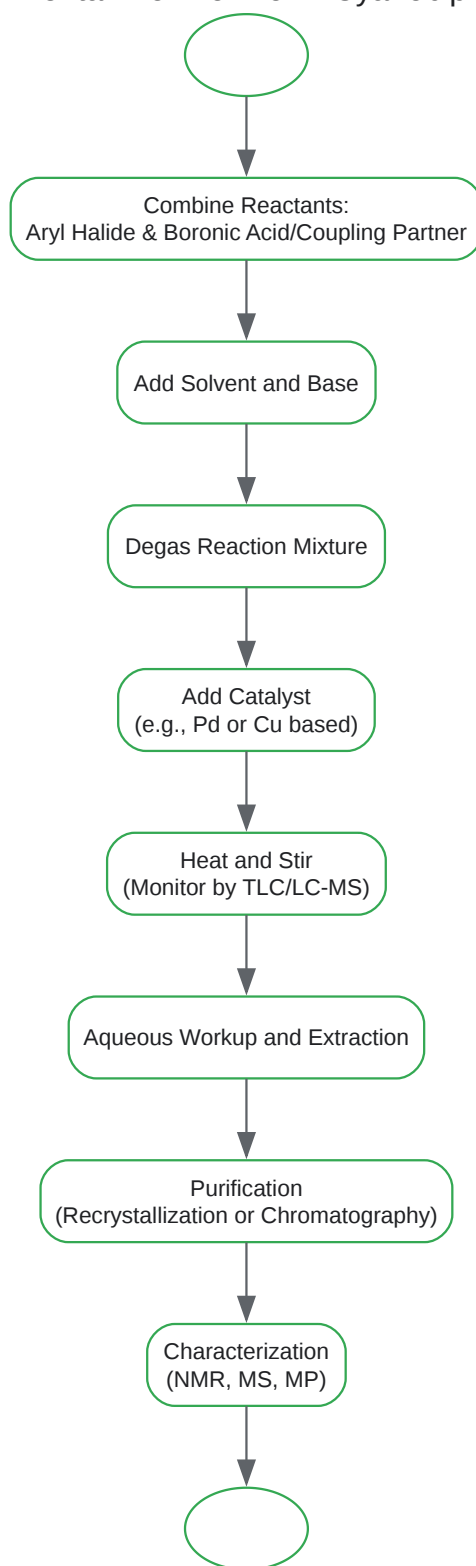 Combine Reactants:
Aryl Halide & Boronic Acid/Coupling Partner
Add Solvent and Base
Degas Reaction Mixture
Add Catalyst
(e.g., Pd or Cu based)
Heat and Stir
(Monitor by TLC/LC-MS)
Aqueous Workup and Extraction
Purification
(Recrystallization or Chromatography)
Characterization
(NMR, MS, MP)